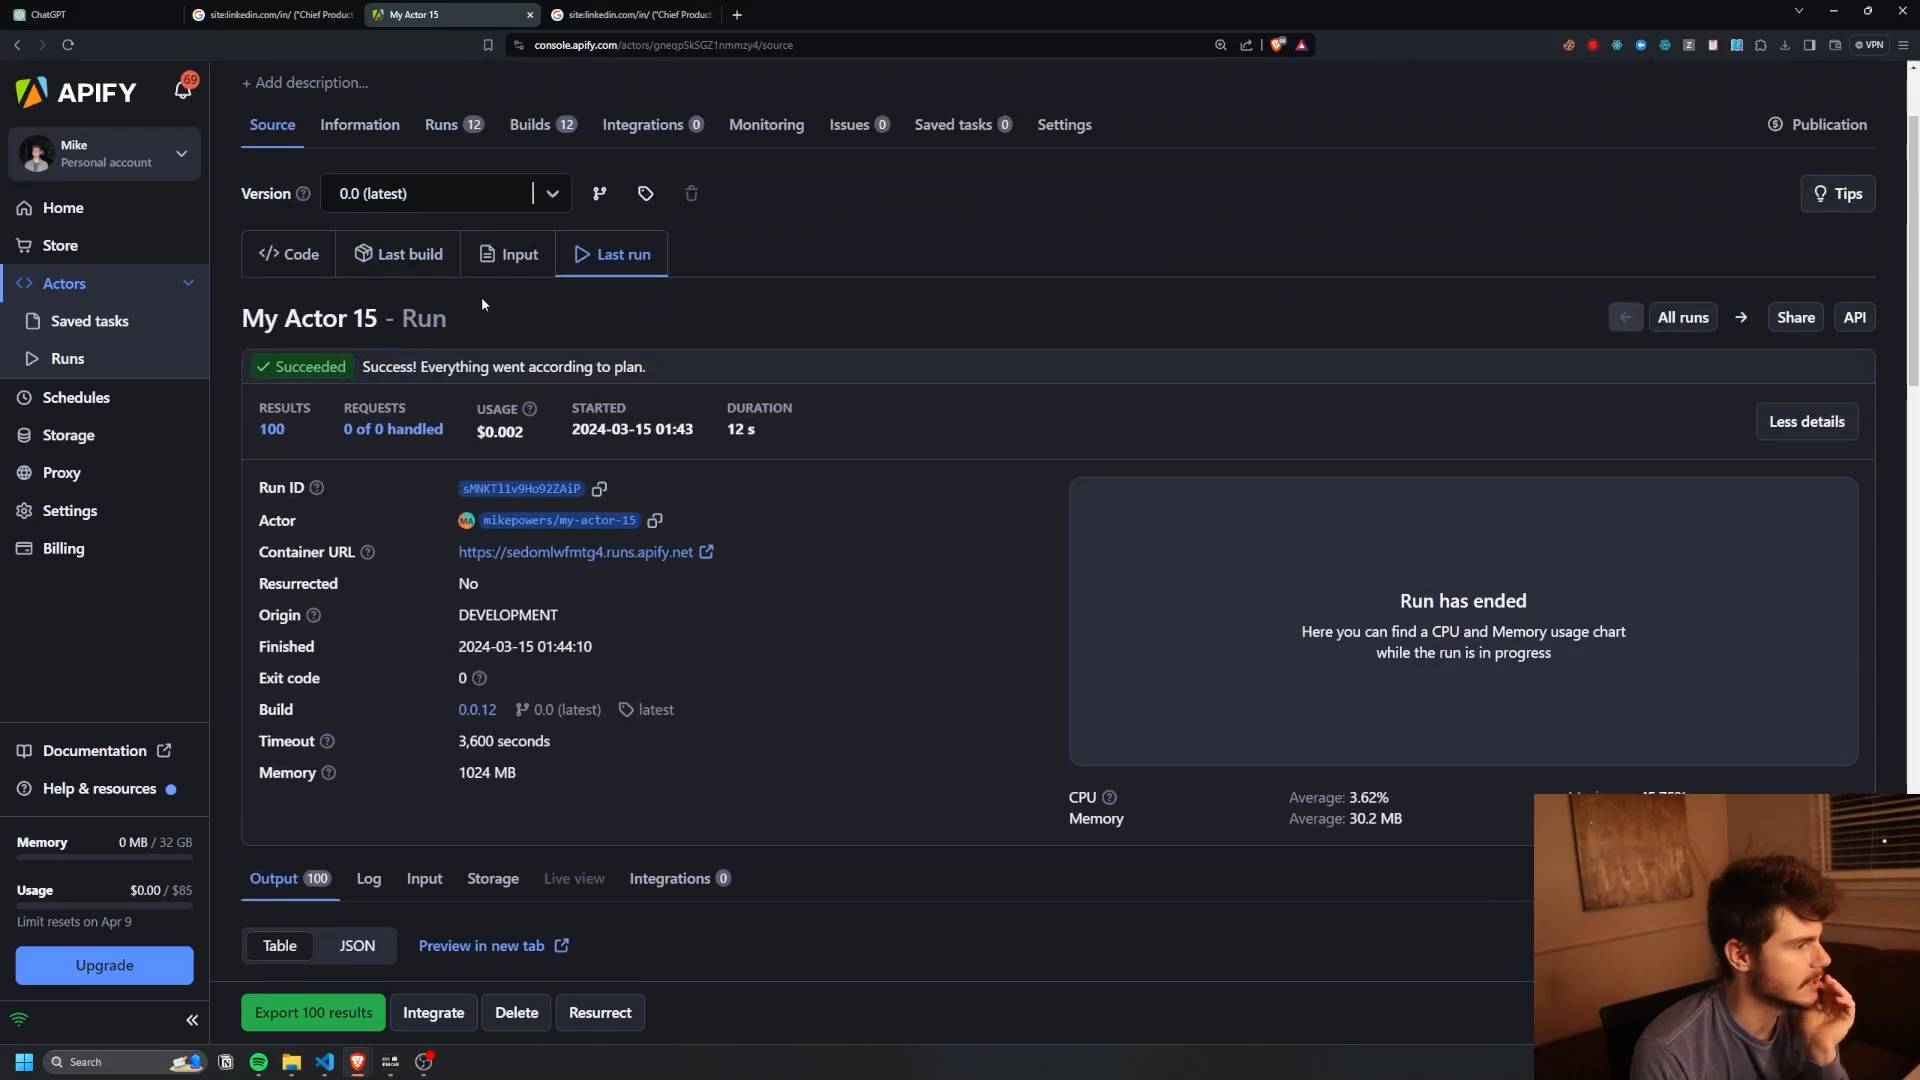 ChatGPT
site:linkedin.com/in/ ("Chief Product
My Actor 15
site:linkedin.com/in/ ("Chief Product
console.apify.com/actors/gneqpSkSGZ1nmmzy4/source
VPN
APIFY
69
Mike
Personal account
Home
Store
Actors
Saved tasks
Runs
Schedules
Storage
Proxy
Settings
Billing
Documentation
Help & resources
Memory 0 MB / 32 GB
Usage $0.00 / $85
Limit resets on Apr 9
Upgrade
+ Add description...
Source Information Runs 12 Builds 12 Integrations 0 Monitoring Issues 0 Saved tasks 0 Settings Publication
Version 0.0 (latest) Tips
</> Code Last build Input Last run
My Actor 15 - Run
All runs Share API
Succeeded Success! Everything went according to plan.
RESULTS REQUESTS USAGE STARTED DURATION
100 0 of 0 handled $0.002 2024-03-15 01:43 12 s
Less details
Run ID sMNKTl1v9Ho92ZAiP
Actor MA mikepowers/my-actor-15
Container URL https://sedomlwfmtg4.runs.apify.net
Resurrected No
Origin DEVELOPMENT
Finished 2024-03-15 01:44:10
Exit code 0
Build 0.0.12 0.0 (latest) latest
Timeout 3,600 seconds
Memory 1024 MB
Run has ended
Here you can find a CPU and Memory usage chart
while the run is in progress
CPU Average: 3.62%
Memory Average: 30.2 MB
Output 100 Log Input Storage Live view Integrations 0
Table JSON Preview in new tab
Export 100 results Integrate Delete Resurrect
Search